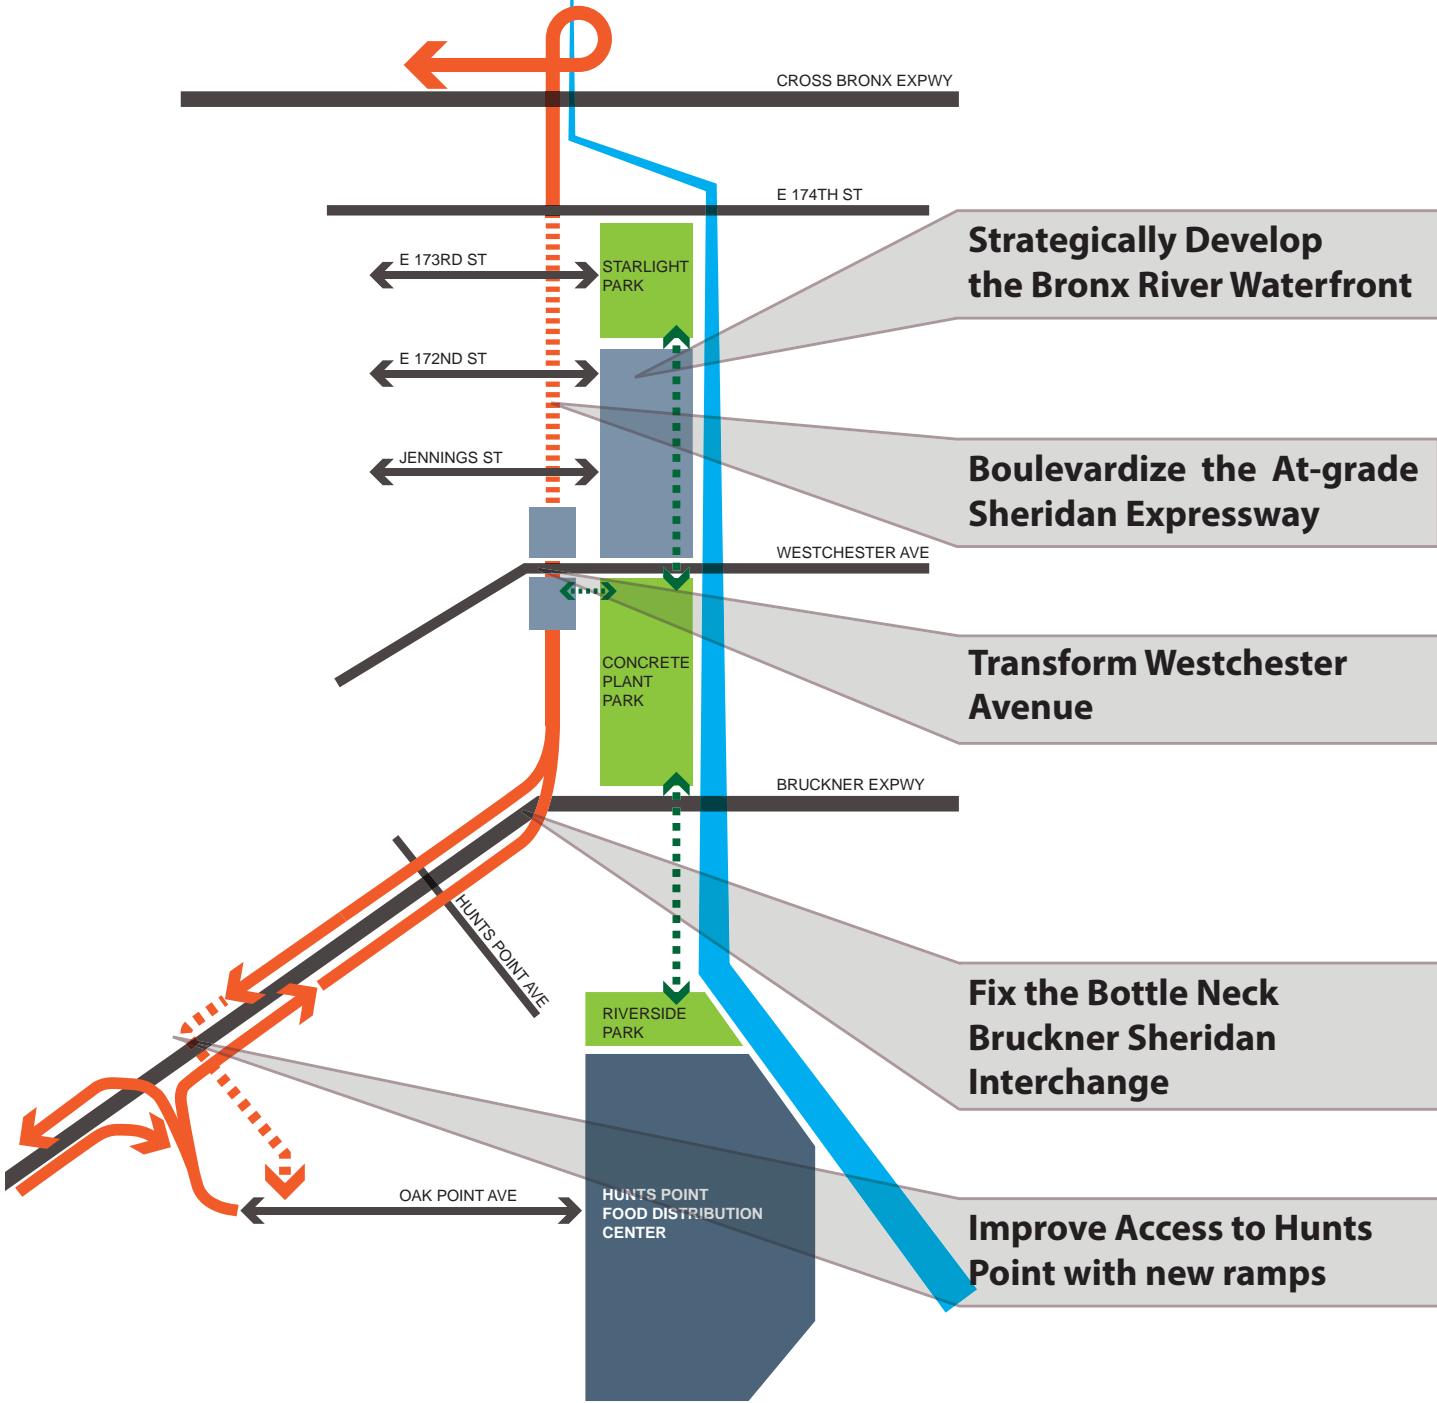 CROSS BRONX EXPWY
E 174TH ST
Strategically Develop
the Bronx River Waterfront
E 173RD ST
STARLIGHT
PARK
E 172ND ST
Boulevardize the At-grade
Sheridan Expressway
JENNINGS ST
WESTCHESTER AVE
Transform Westchester
Avenue
CONCRETE
PLANT
PARK
BRUCKNER EXPWY
HUNTS POINT AVE
Fix the Bottle Neck
Bruckner Sheridan
Interchange
RIVERSIDE
PARK
OAK POINT AVE
HUNTS POINT
FOOD DISTRIBUTION
CENTER
Improve Access to Hunts
Point with new ramps